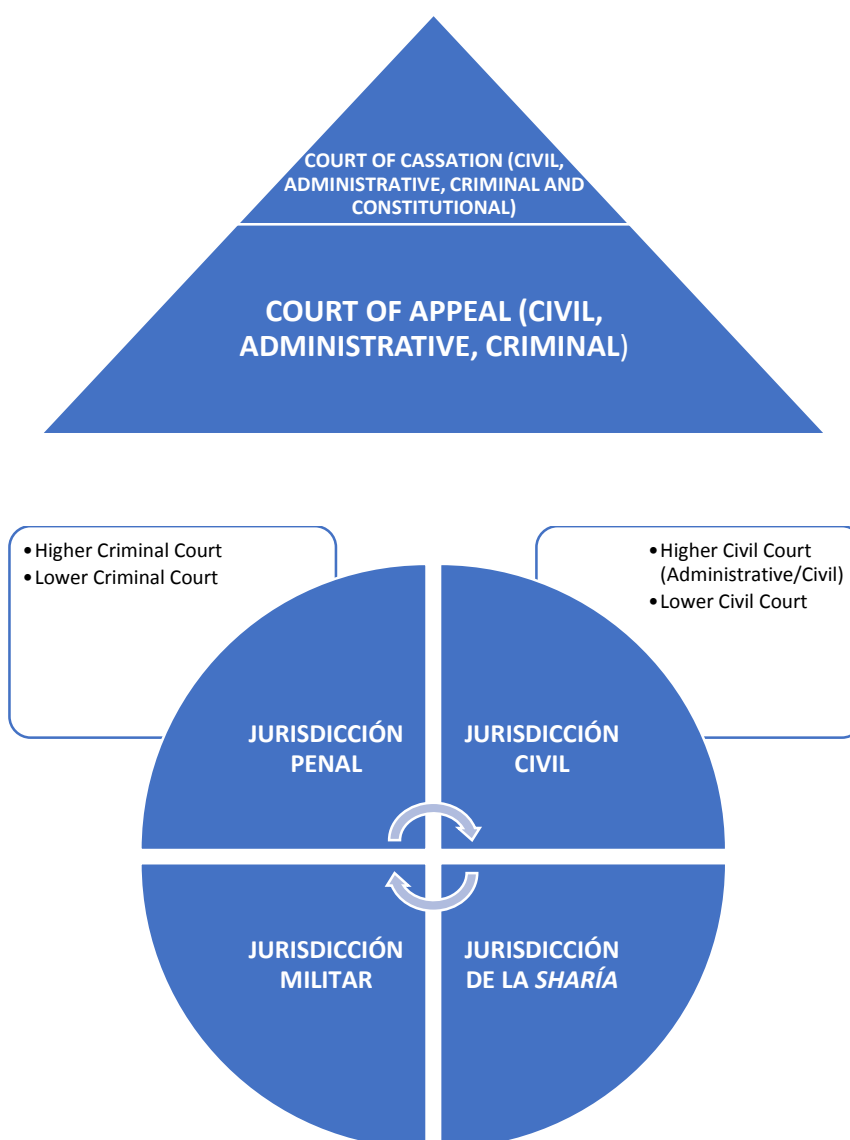 COURT OF CASSATION (CIVIL,
ADMINISTRATIVE, CRIMINAL AND
CONSTITUTIONAL)
COURT OF APPEAL (CIVIL,
ADMINISTRATIVE, CRIMINAL)
•Higher Criminal Court
•Lower Criminal Court
•Higher Civil Court
(Administrative/Civil)
•Lower Civil Court
JURISDICCIÓN
PENAL
JURISDICCIÓN
CIVIL
JURISDICCIÓN
MILITAR
JURISDICCIÓN
DE LA SHARÍA